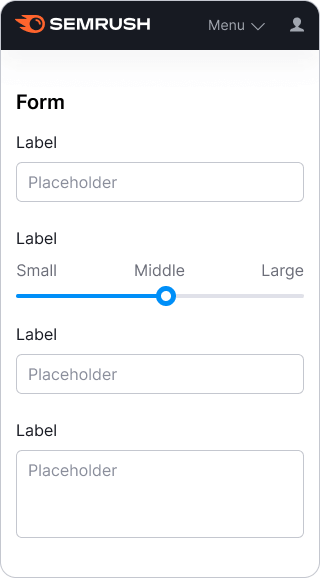 SEMRUSH Menu
Form
Label
Placeholder
Label
Small Middle Large
Label
Placeholder
Label
Placeholder